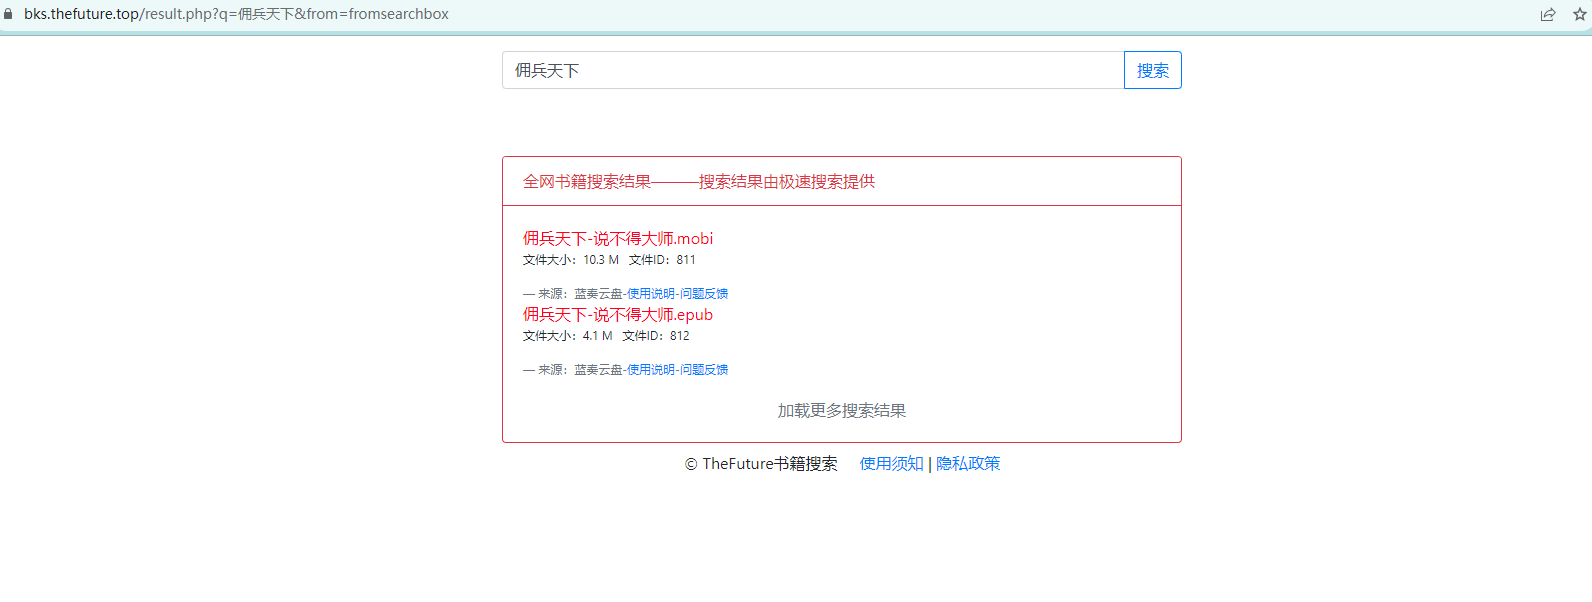 bks.thefuture.top/result.php?q=佣兵天下&from=fromsearchbox
佣兵天下 搜索
全网书籍搜索结果———搜索结果由极速搜索提供
佣兵天下-说不得大师.mobi
文件大小：10.3 M 文件ID：811
— 来源：蓝奏云盘-使用说明-问题反馈
佣兵天下-说不得大师.epub
文件大小：4.1 M 文件ID：812
— 来源：蓝奏云盘-使用说明-问题反馈
加载更多搜索结果
© TheFuture书籍搜索 使用须知 | 隐私政策